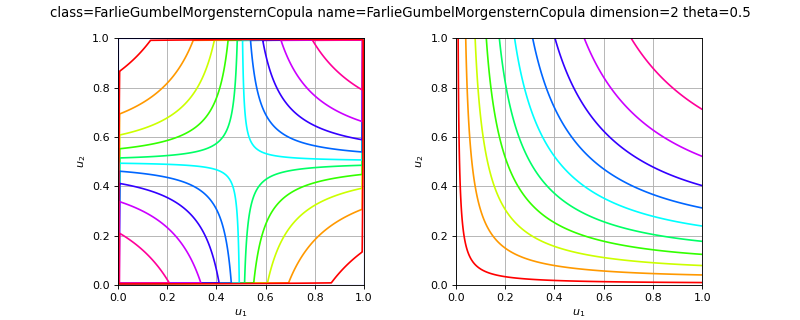 class=FarlieGumbelMorgensternCopula name=FarlieGumbelMorgensternCopula dimension=2 theta=0.5
1.0
0.8
0.6
0.4
0.2
0.0
u2
0.0 0.2 0.4 0.6 0.8 1.0
u1
1.0
0.8
0.6
0.4
0.2
0.0
u2
0.0 0.2 0.4 0.6 0.8 1.0
u1